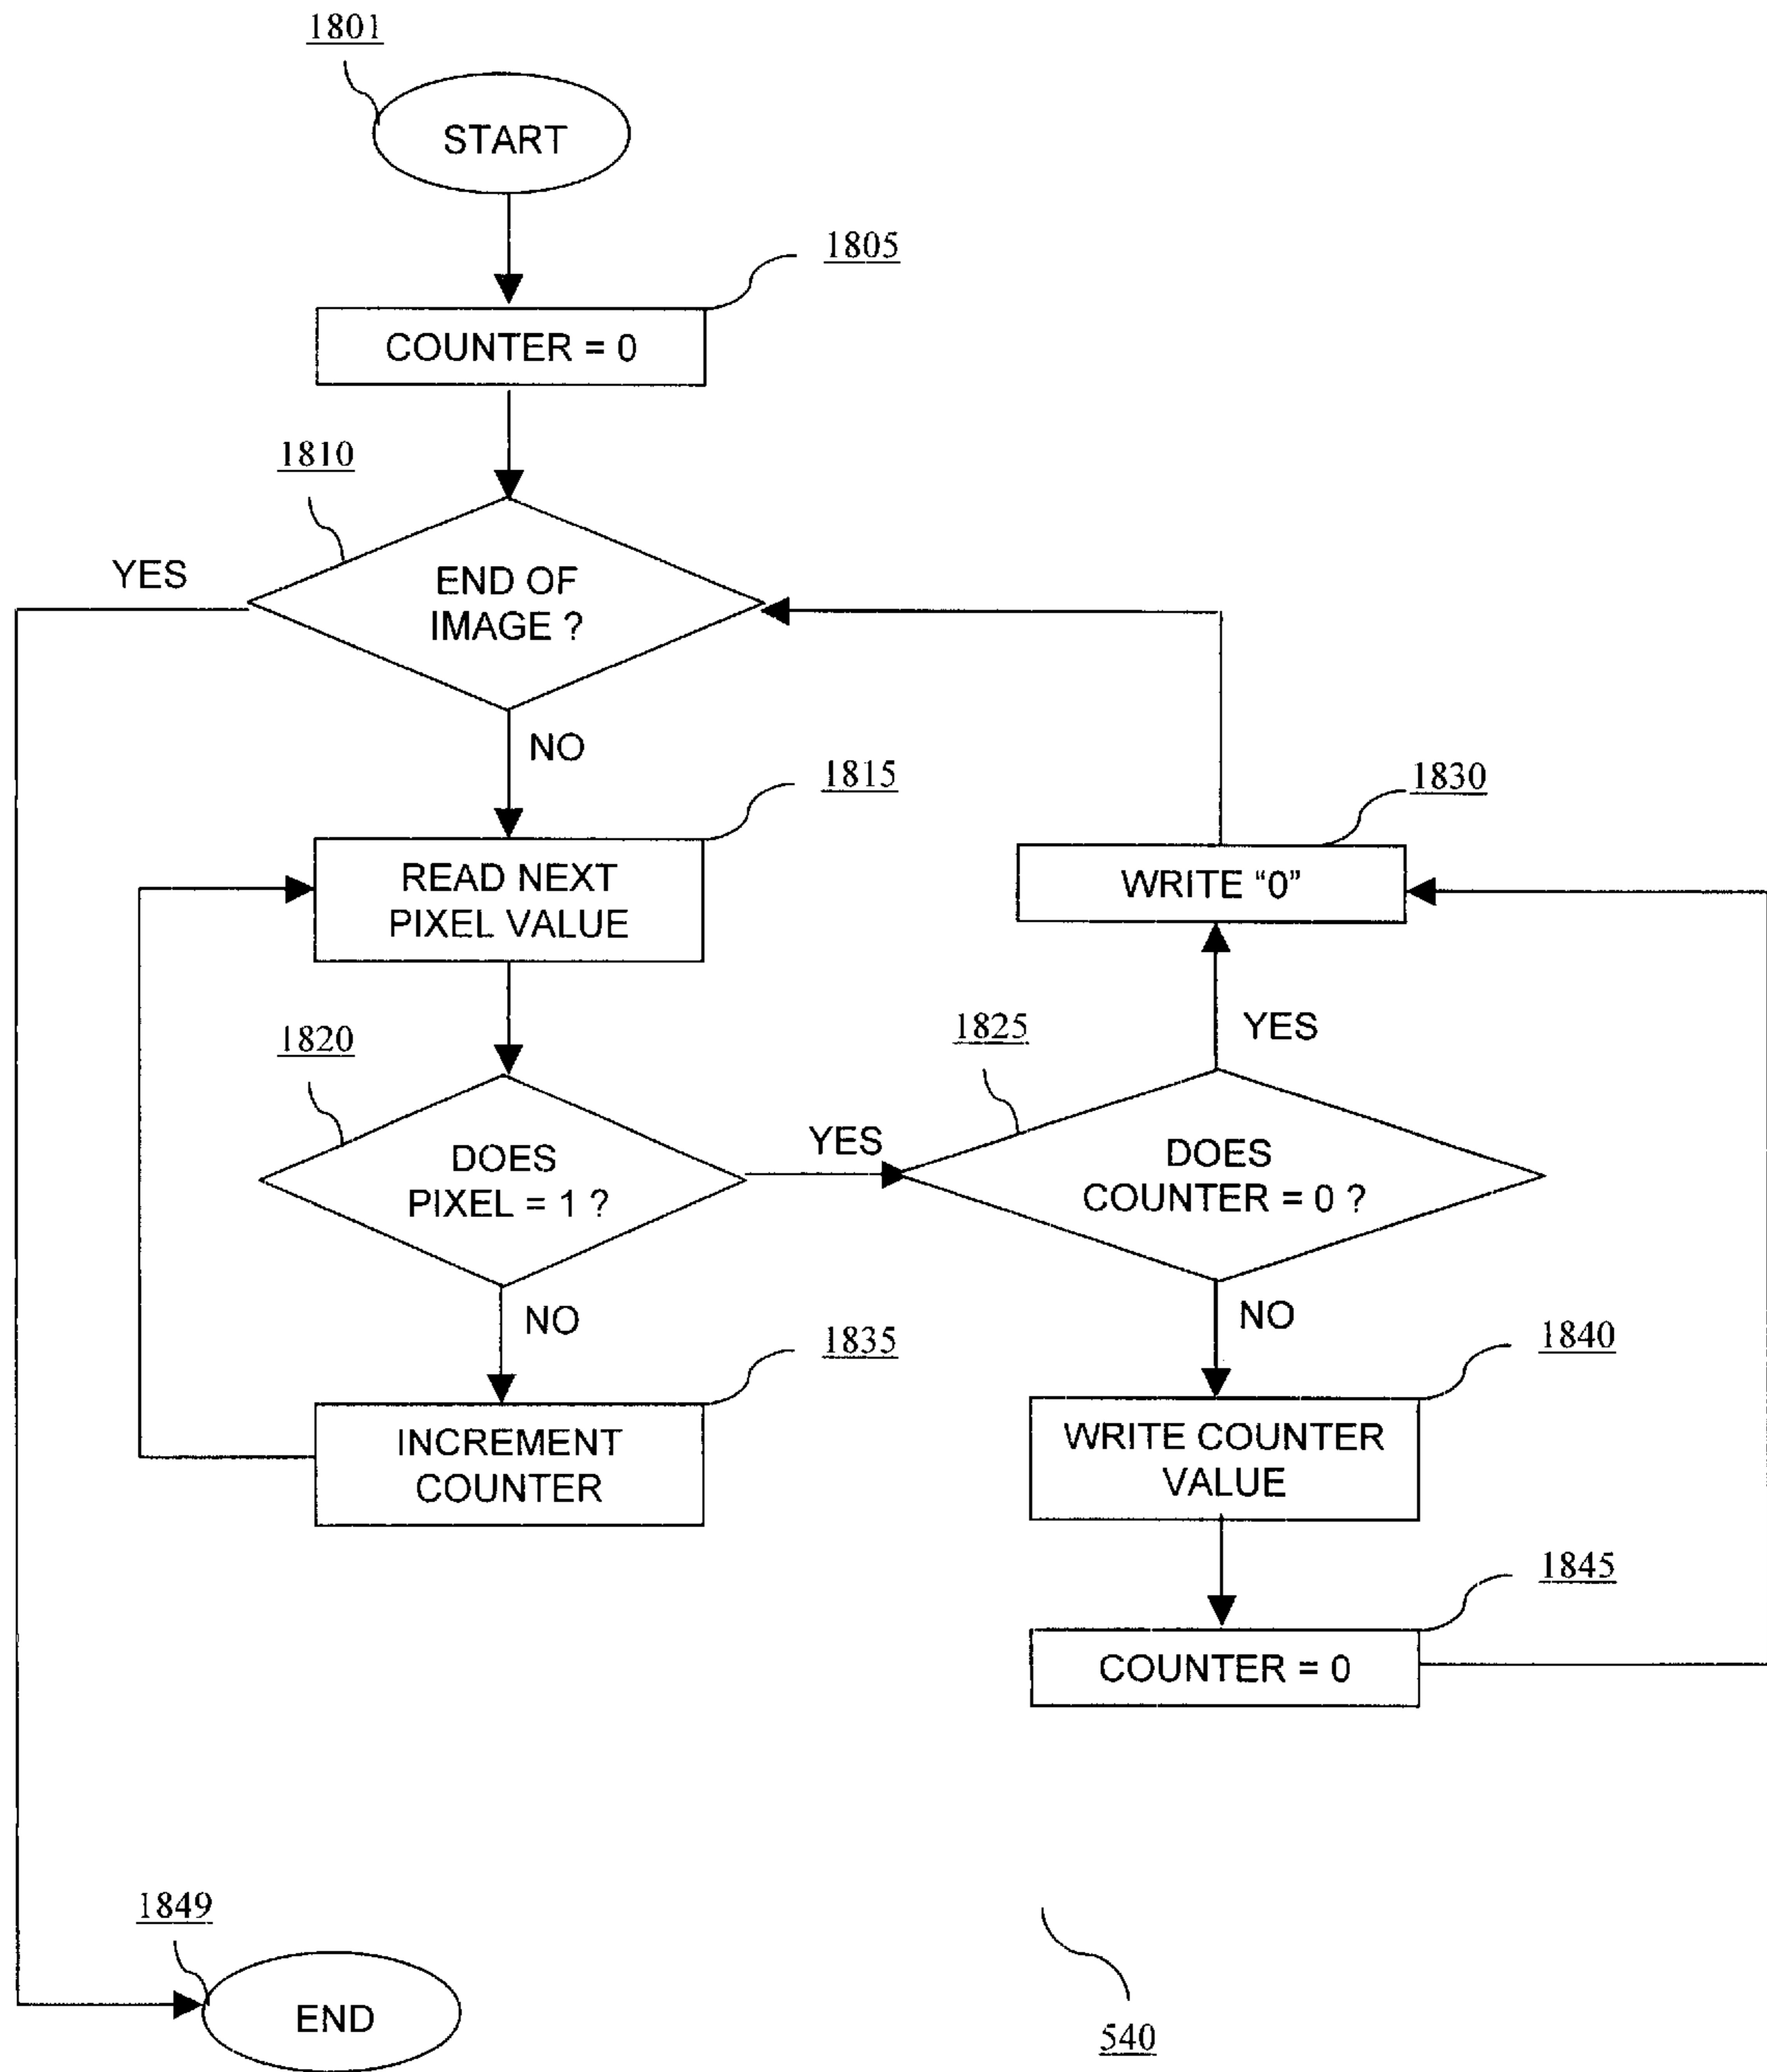 1801
START
1805
COUNTER = 0
1810
YES
END OF
IMAGE ?
NO
1815
1830
READ NEXT
PIXEL VALUE
WRITE “0”
1820
1825
YES
YES
DOES
PIXEL = 1 ?
DOES
COUNTER = 0 ?
NO
NO
1835
1840
INCREMENT
COUNTER
WRITE COUNTER
VALUE
1845
COUNTER = 0
1849
END
540